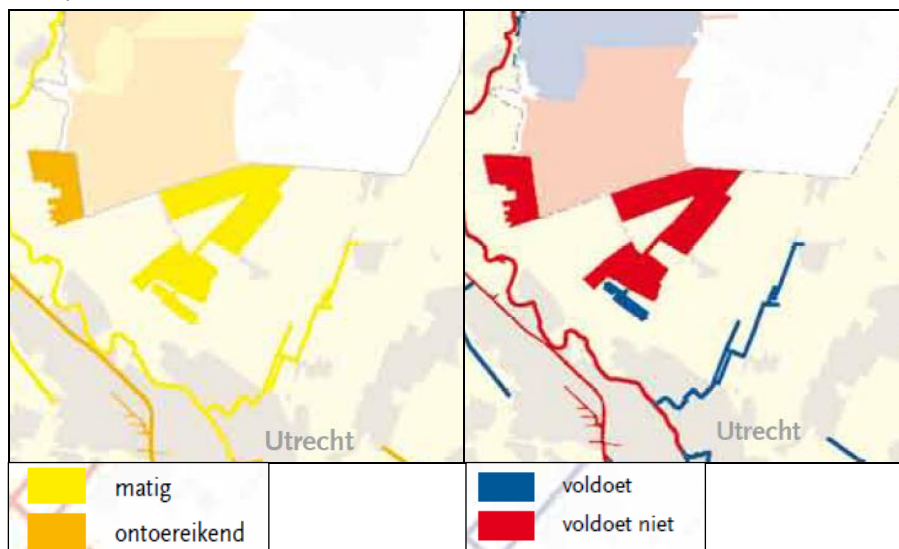 Utrecht
Utrecht
matig
ontoereikend
voldoet
voldoet niet